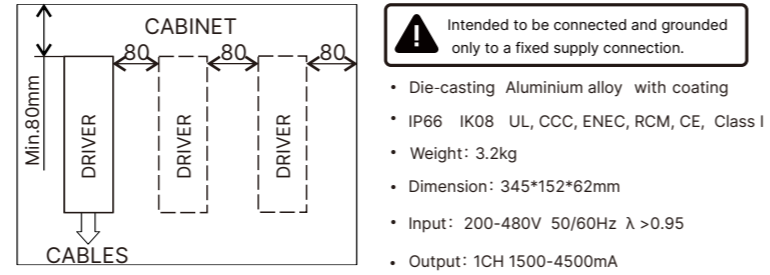 CABINET
80
80
80
Min.80mm
DRIVER
DRIVER
DRIVER
CABLES
Intended to be connected and grounded
only to a fixed supply connection.
• Die-casting Aluminium alloy with coating
• IP66 IK08 UL, CCC, ENEC, RCM, CE, Class I
• Weight: 3.2kg
• Dimension: 345*152*62mm
• Input: 200-480V 50/60Hz λ >0.95
• Output: 1CH 1500-4500mA